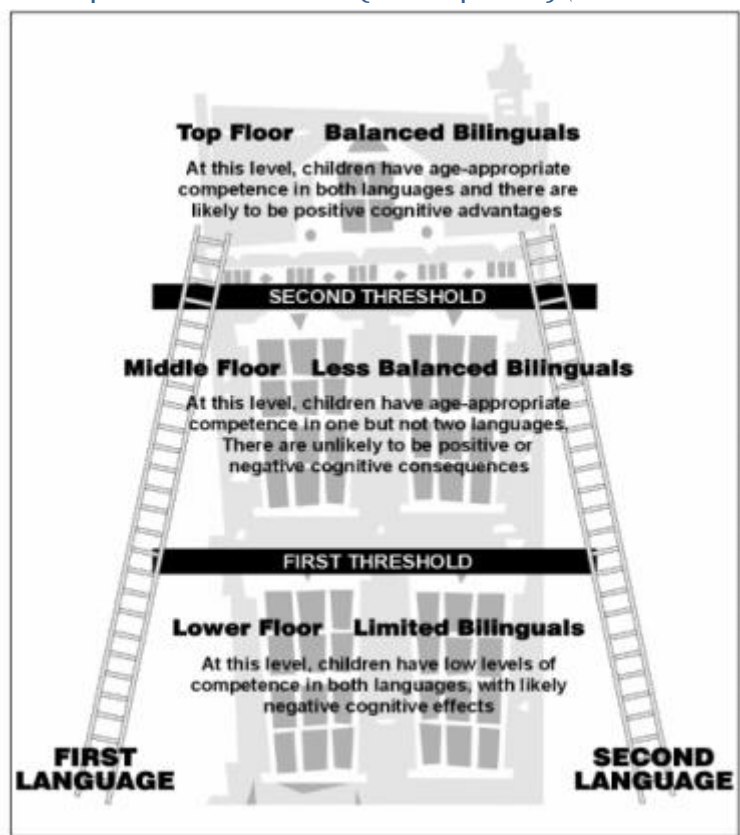 Top Floor Balanced Bilinguals
At this level, children have age-appropriate
competence in both languages and there are
likely to be positive cognitive advantages
SECOND THRESHOLD
Middle Floor Less Balanced Bilinguals
At this level, children have age-appropriate
competence in one but not two languages.
There are unlikely to be positive or
negative cognitive consequences
FIRST THRESHOLD
Lower Floor Limited Bilinguals
At this level, children have low levels of
competence in both languages, with likely
negative cognitive effects
FIRST
LANGUAGE
SECOND
LANGUAGE